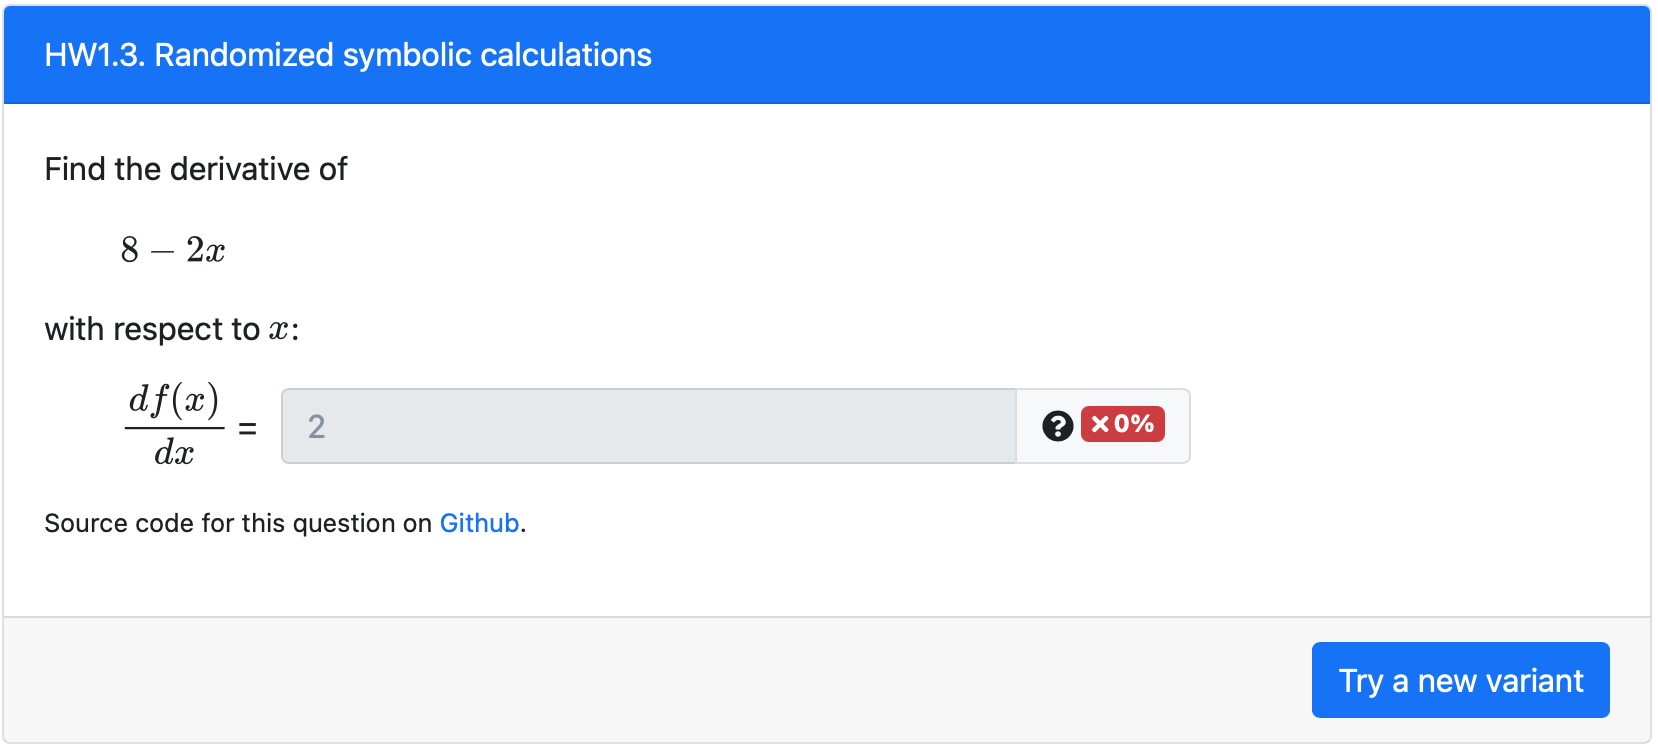 HW1.3. Randomized symbolic calculations
Find the derivative of
8 − 2x
with respect to x:
df(x)
dx
= 2 ? × 0%
Source code for this question on Github.
Try a new variant